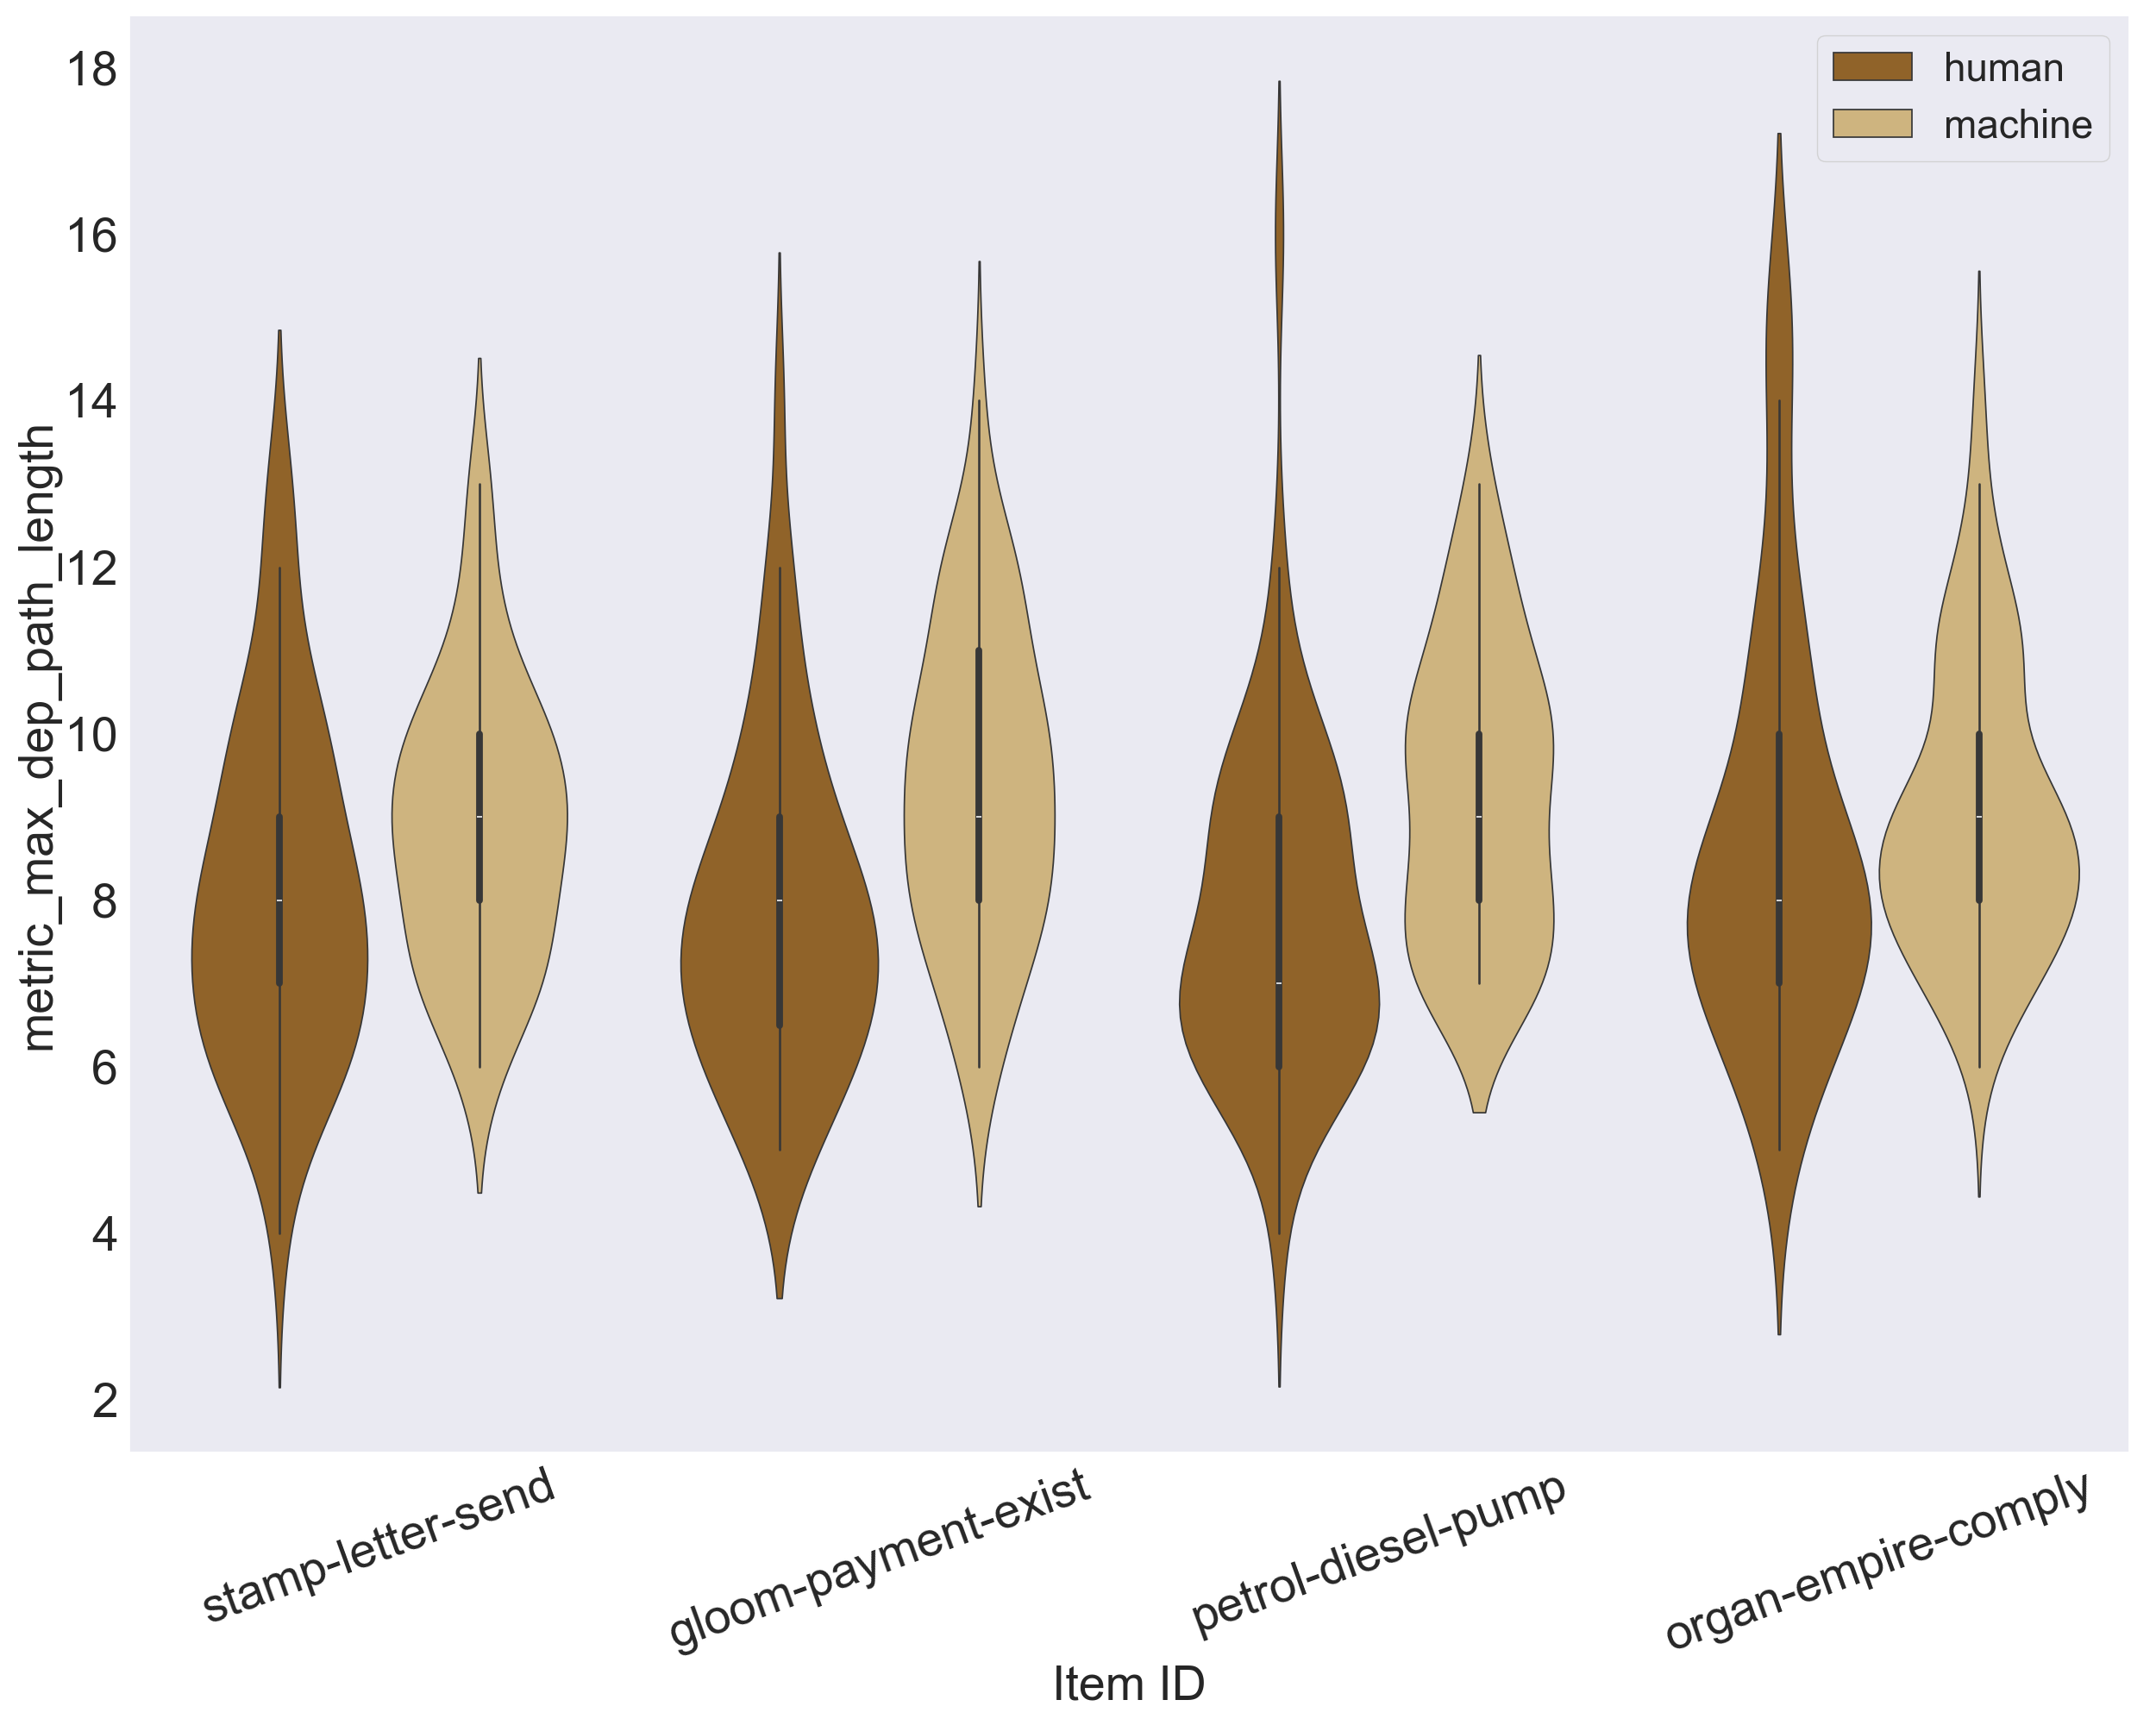 human
machine
18
16
14
12
10
8
6
4
2
metric_max_dep_path_length
stamp-letter-send
gloom-payment-exist
petrol-diesel-pump
organ-empire-comply
Item ID